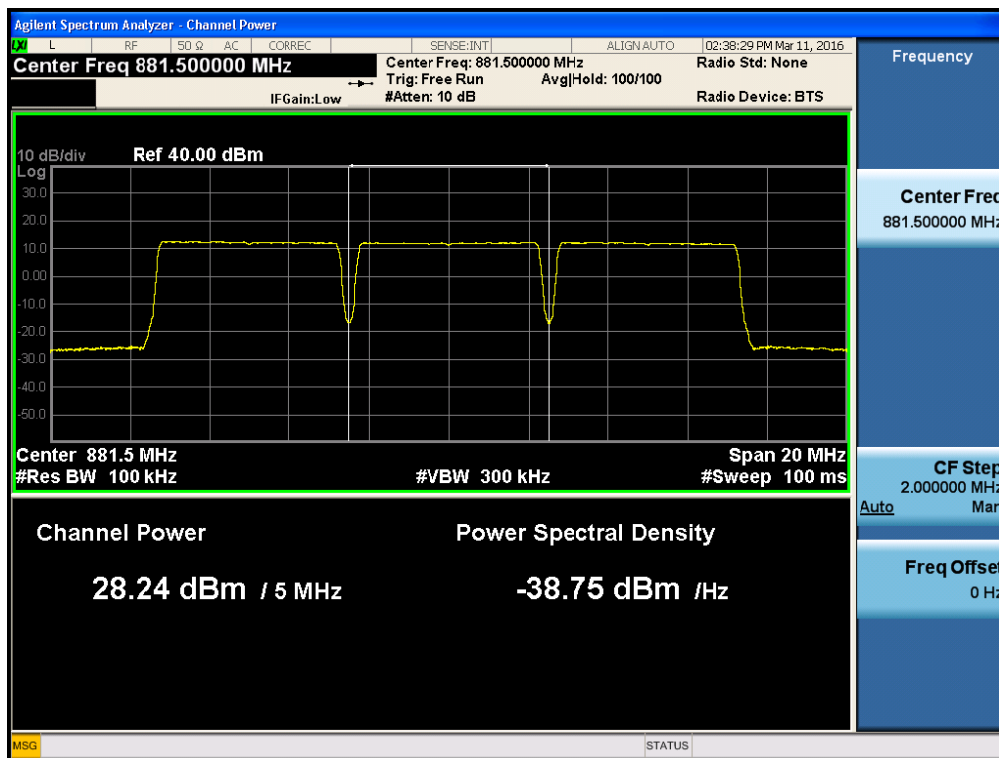 Agilent Spectrum Analyzer - Channel Power
LXI L RF 50 Ω AC CORREC SENSE:INT ALIGN AUTO 02:38:29 PM Mar 11, 2016
Center Freq 881.500000 MHz
Center Freq: 881.500000 MHz
Radio Std: None
Trig: Free Run Avg|Hold: 100/100
IFGain:Low
#Atten: 10 dB
Radio Device: BTS
Frequency
10 dB/div Ref 40.00 dBm
Log
30.0
20.0
10.0
0.00
-10.0
-20.0
-30.0
-40.0
-50.0
Center 881.5 MHz Span 20 MHz
#Res BW 100 kHz #VBW 300 kHz #Sweep 100 ms
Center Freq
881.500000 MHz
CF Step
2.000000 MHz
Auto Man
Freq Offset
0 Hz
Channel Power Power Spectral Density
28.24 dBm / 5 MHz -38.75 dBm /Hz
MSG STATUS